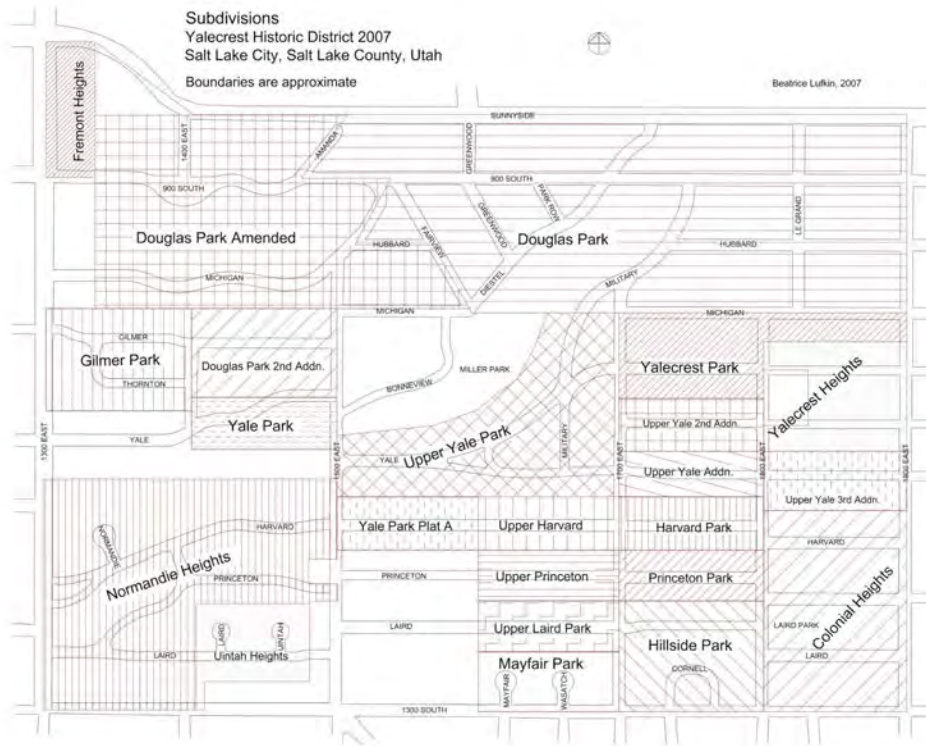 Subdivisions
Yalecrest Historic District 2007
Salt Lake City, Salt Lake County, Utah
Boundaries are approximate
Beatrice Lufkin, 2007
Fremont Heights
SUNNYSIDE
1400 EAST
AMANDA
GREENWOOD
900 SOUTH
900 SOUTH
GREENWOOD
PARK ROW
LE GRAND
Douglas Park Amended
HUBBARD
FAIRVIEW
Douglas Park
HUBBARD
MICHIGAN
DIESTEL
MILITARY
MICHIGAN
MICHIGAN
GILMER
Gilmer Park
THORNTON
Douglas Park 2nd Addn.
BONNEVIEW
MILLER PARK
Yalecrest Park
Yalecrest Heights
Yale Park
YALE
1300 EAST
1500 EAST
YALE
Upper Yale Park
MILITARY
1700 EAST
Upper Yale 2nd Addn.
Upper Yale Addn.
1800 EAST
Upper Yale 3rd Addn.
1900 EAST
NORMANDIE
HARVARD
Yale Park Plat A
Upper Harvard
Harvard Park
HARVARD
Normandie Heights
PRINCETON
PRINCETON
Upper Princeton
Princeton Park
Colonial Heights
LAIRD
UINTAH
LAIRD
Uintah Heights
LAIRD
Upper Laird Park
Hillside Park
LAIRD PARK
LAIRD
Mayfair Park
MAYFAIR
WASATCH
CORNELL
1300 SOUTH